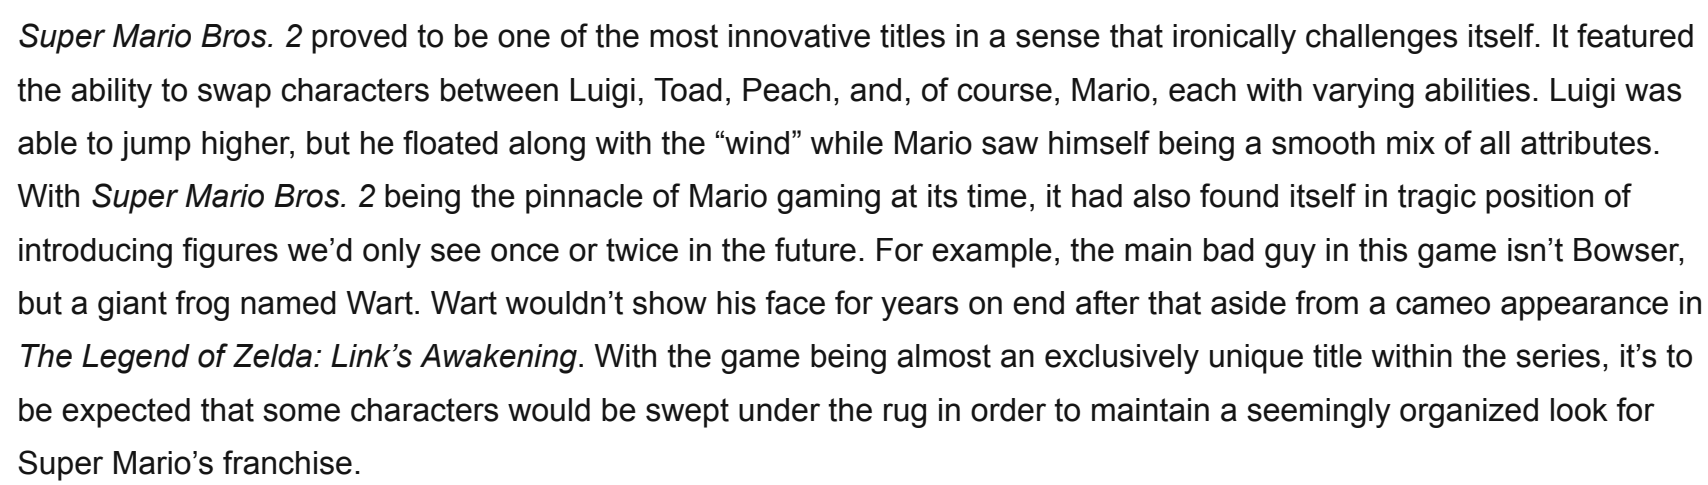 Super Mario Bros. 2 proved to be one of the most innovative titles in a sense that ironically challenges itself. It featured
the ability to swap characters between Luigi, Toad, Peach, and, of course, Mario, each with varying abilities. Luigi was
able to jump higher, but he floated along with the “wind” while Mario saw himself being a smooth mix of all attributes.
With Super Mario Bros. 2 being the pinnacle of Mario gaming at its time, it had also found itself in tragic position of
introducing figures we’d only see once or twice in the future. For example, the main bad guy in this game isn’t Bowser,
but a giant frog named Wart. Wart wouldn’t show his face for years on end after that aside from a cameo appearance in
The Legend of Zelda: Link’s Awakening. With the game being almost an exclusively unique title within the series, it’s to
be expected that some characters would be swept under the rug in order to maintain a seemingly organized look for
Super Mario’s franchise.